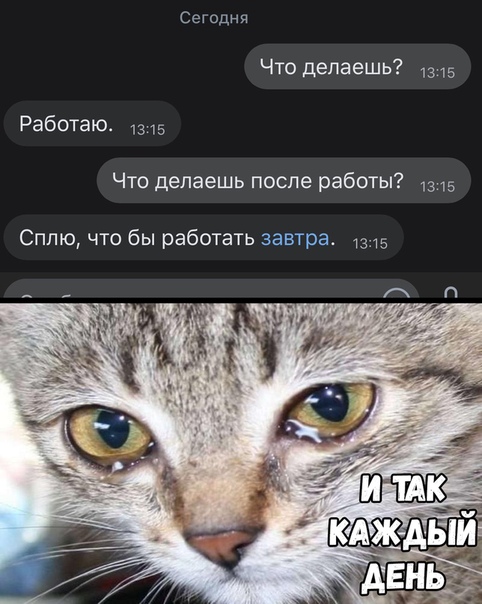 Сегодня
Что делаешь? 13:15
Работаю. 13:15
Что делаешь после работы? 13:15
Сплю, что бы работать завтра. 13:15
И ТАК
КАЖДЫЙ
ДЕНЬ